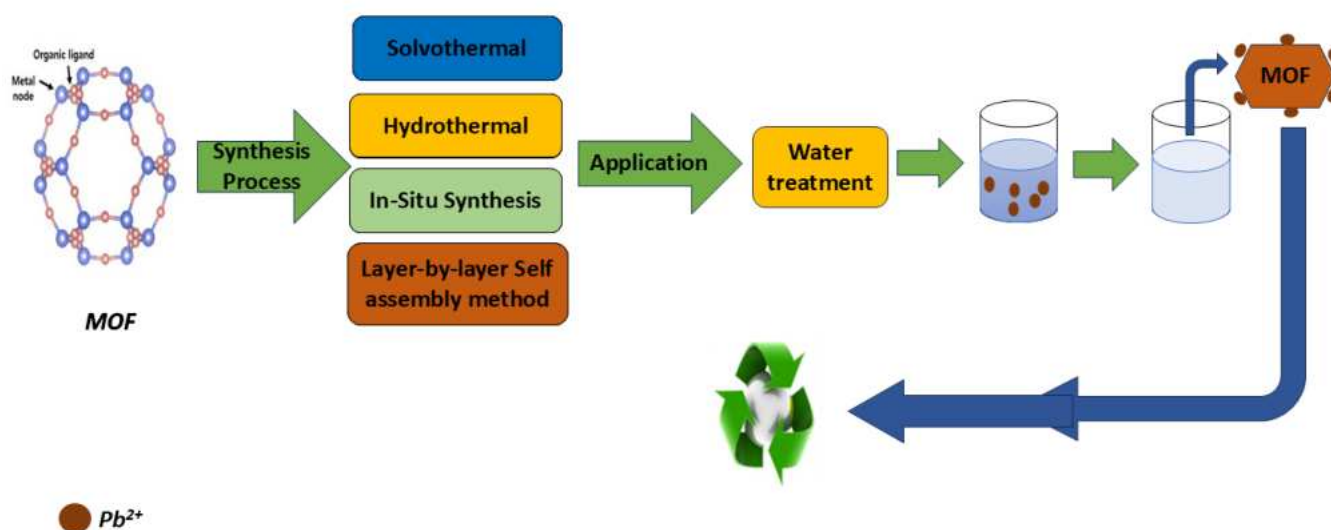 Organic ligand
Metal
node
MOF
Synthesis
Process
Solvothermal
Hydrothermal
In-Situ Synthesis
Layer-by-layer Self
assembly method
Application
Water
treatment
MOF
Pb²⁺